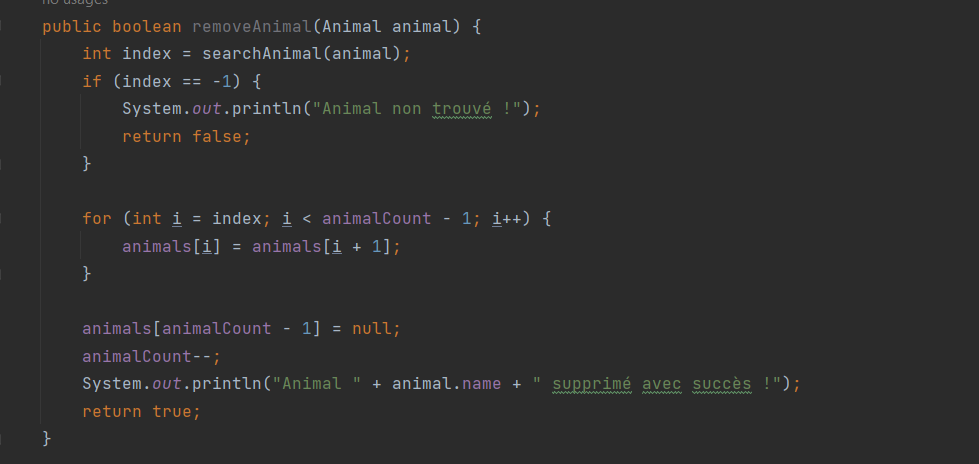 no usages
public boolean removeAnimal(Animal animal) {
    int index = searchAnimal(animal);
    if (index == -1) {
        System.out.println("Animal non trouvé !");
        return false;
    }

    for (int i = index; i < animalCount - 1; i++) {
        animals[i] = animals[i + 1];
    }

    animals[animalCount - 1] = null;
    animalCount--;
    System.out.println("Animal " + animal.name + " supprimé avec succès !");
    return true;
}